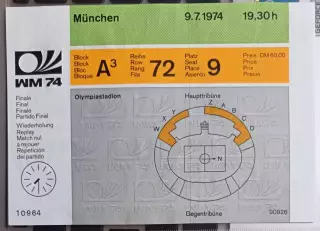 München 9.7.1974 19,30 h
WM 74
Block
Bloc
Bloque
A³
Reihe
Row
Rang
Fila
72
Platz
Seat
Place
Asiento
9
Preis DM 60,00
Price
Prix
Precio
Finale
Final
Finale
Partido Final
Wiederholung
Replay
Match nul
a rejouer
Repetición
del partido
Olympiastadion
Haupttribüne
Z
Y A
X B
W D
Gegentribüne
10964